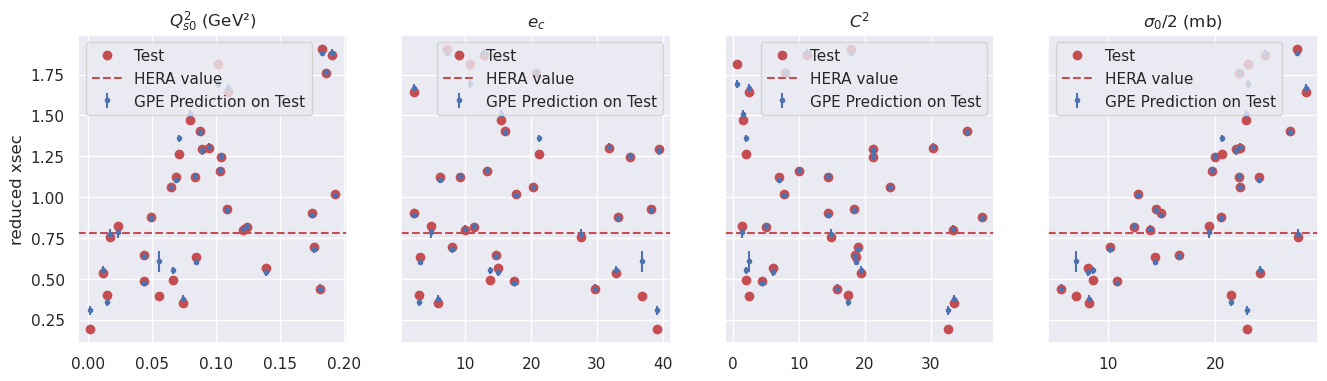 Q²s0 (GeV²)
ec
C²
σ0/2 (mb)
reduced xsec
1.75
1.50
1.25
1.00
0.75
0.50
0.25
Test
HERA value
GPE Prediction on Test
Test
HERA value
GPE Prediction on Test
Test
HERA value
GPE Prediction on Test
Test
HERA value
GPE Prediction on Test
0.00 0.05 0.10 0.15 0.20
10 20 30 40
0 10 20 30
10 20